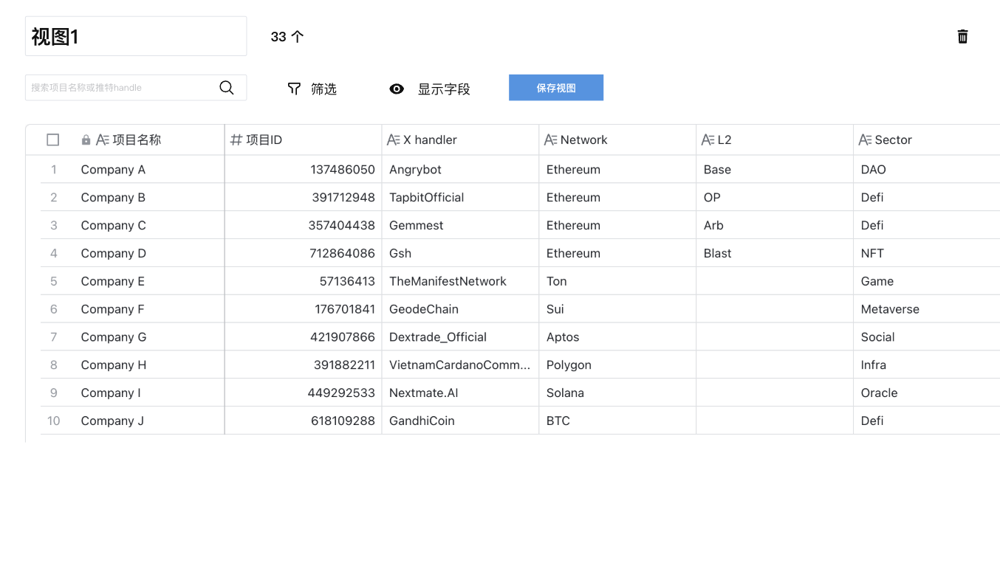 视图1 33 个
搜索项目名称或推特handle 筛选 显示字段 保存视图
项目名称 项目ID X handler Network L2 Sector
1 Company A 137486050 Angrybot Ethereum Base DAO
2 Company B 391712948 TapbitOfficial Ethereum OP Defi
3 Company C 357404438 Gemmest Ethereum Arb Defi
4 Company D 712864086 Gsh Ethereum Blast NFT
5 Company E 57136413 TheManifestNetwork Ton Game
6 Company F 176701841 GeodeChain Sui Metaverse
7 Company G 421907866 Dextrade_Official Aptos Social
8 Company H 391882211 VietnamCardanoComm... Polygon Infra
9 Company I 449292533 Nextmate.AI Solana Oracle
10 Company J 618109288 GandhiCoin BTC Defi